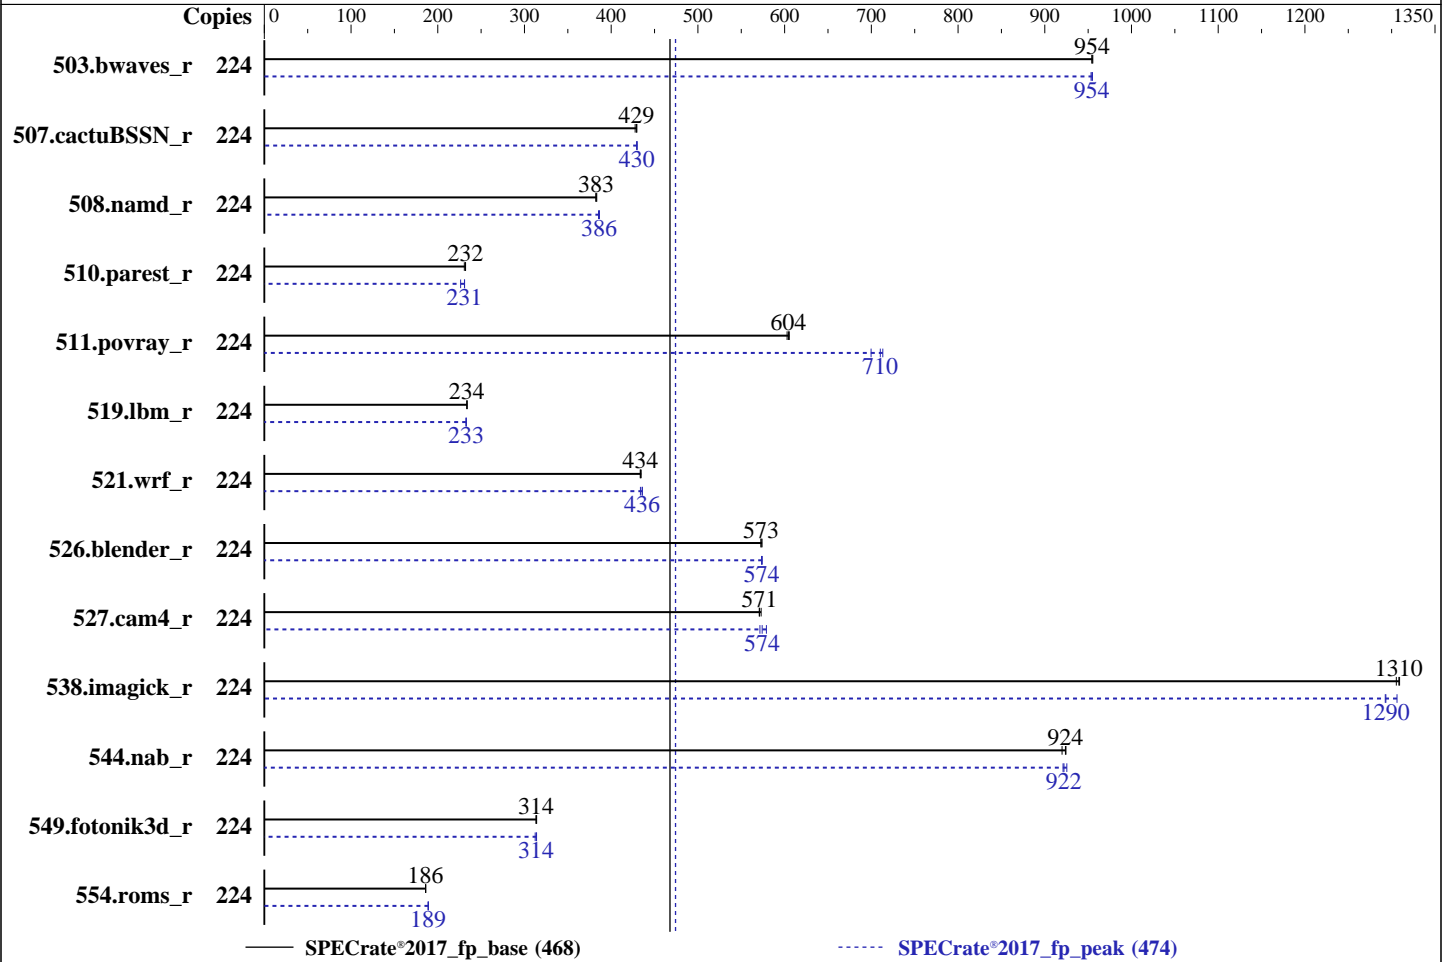 Copies 0 100 200 300 400 500 600 700 800 900 1000 1100 1200 1350
954
503.bwaves_r 224
954
429
507.cactuBSSN_r 224
430
383
508.namd_r 224
386
232
510.parest_r 224
231
604
511.povray_r 224
710
234
519.lbm_r 224
233
434
521.wrf_r 224
436
573
526.blender_r 224
574
571
527.cam4_r 224
574
1310
538.imagick_r 224
1290
924
544.nab_r 224
922
314
549.fotonik3d_r 224
314
186
554.roms_r 224
189
SPECrate®2017_fp_base (468) SPECrate®2017_fp_peak (474)